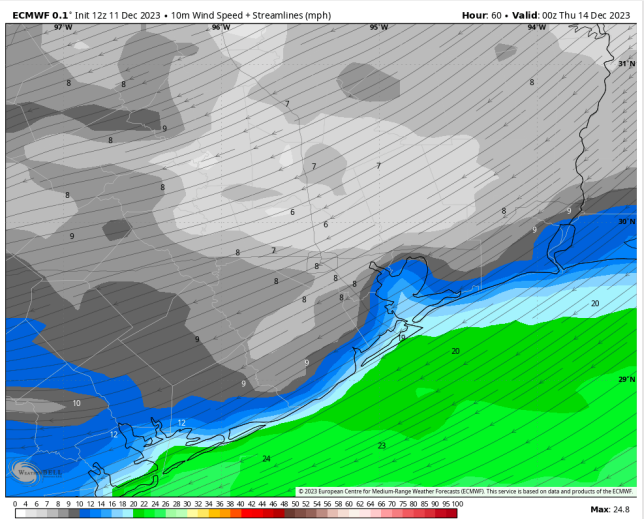 ECMWF 0.1° Init 12z 11 Dec 2023 • 10m Wind Speed + Streamlines (mph) Hour: 60 • Valid: 00z Thu 14 Dec 2023
97°W 96°W 95°W 94°W
31°N
8 8 8
7
9
8
7 7
8 8
6 8 9
30°N
6 9
9
8 7
8
8 8 8
8 8
20
19
9
20
9
29°N
9
10
12
12
23
24
© 2023 European Centre for Medium-Range Weather Forecasts (ECMWF). This service is based on data and products of the ECMWF.
0 4 6 7 8 9 10 12 14 16 18 20 22 24 26 28 30 32 34 36 38 40 42 44 46 48 50 52 54 56 58 60 62 64 66 70 75 80 85 90 95 100
Max: 24.8